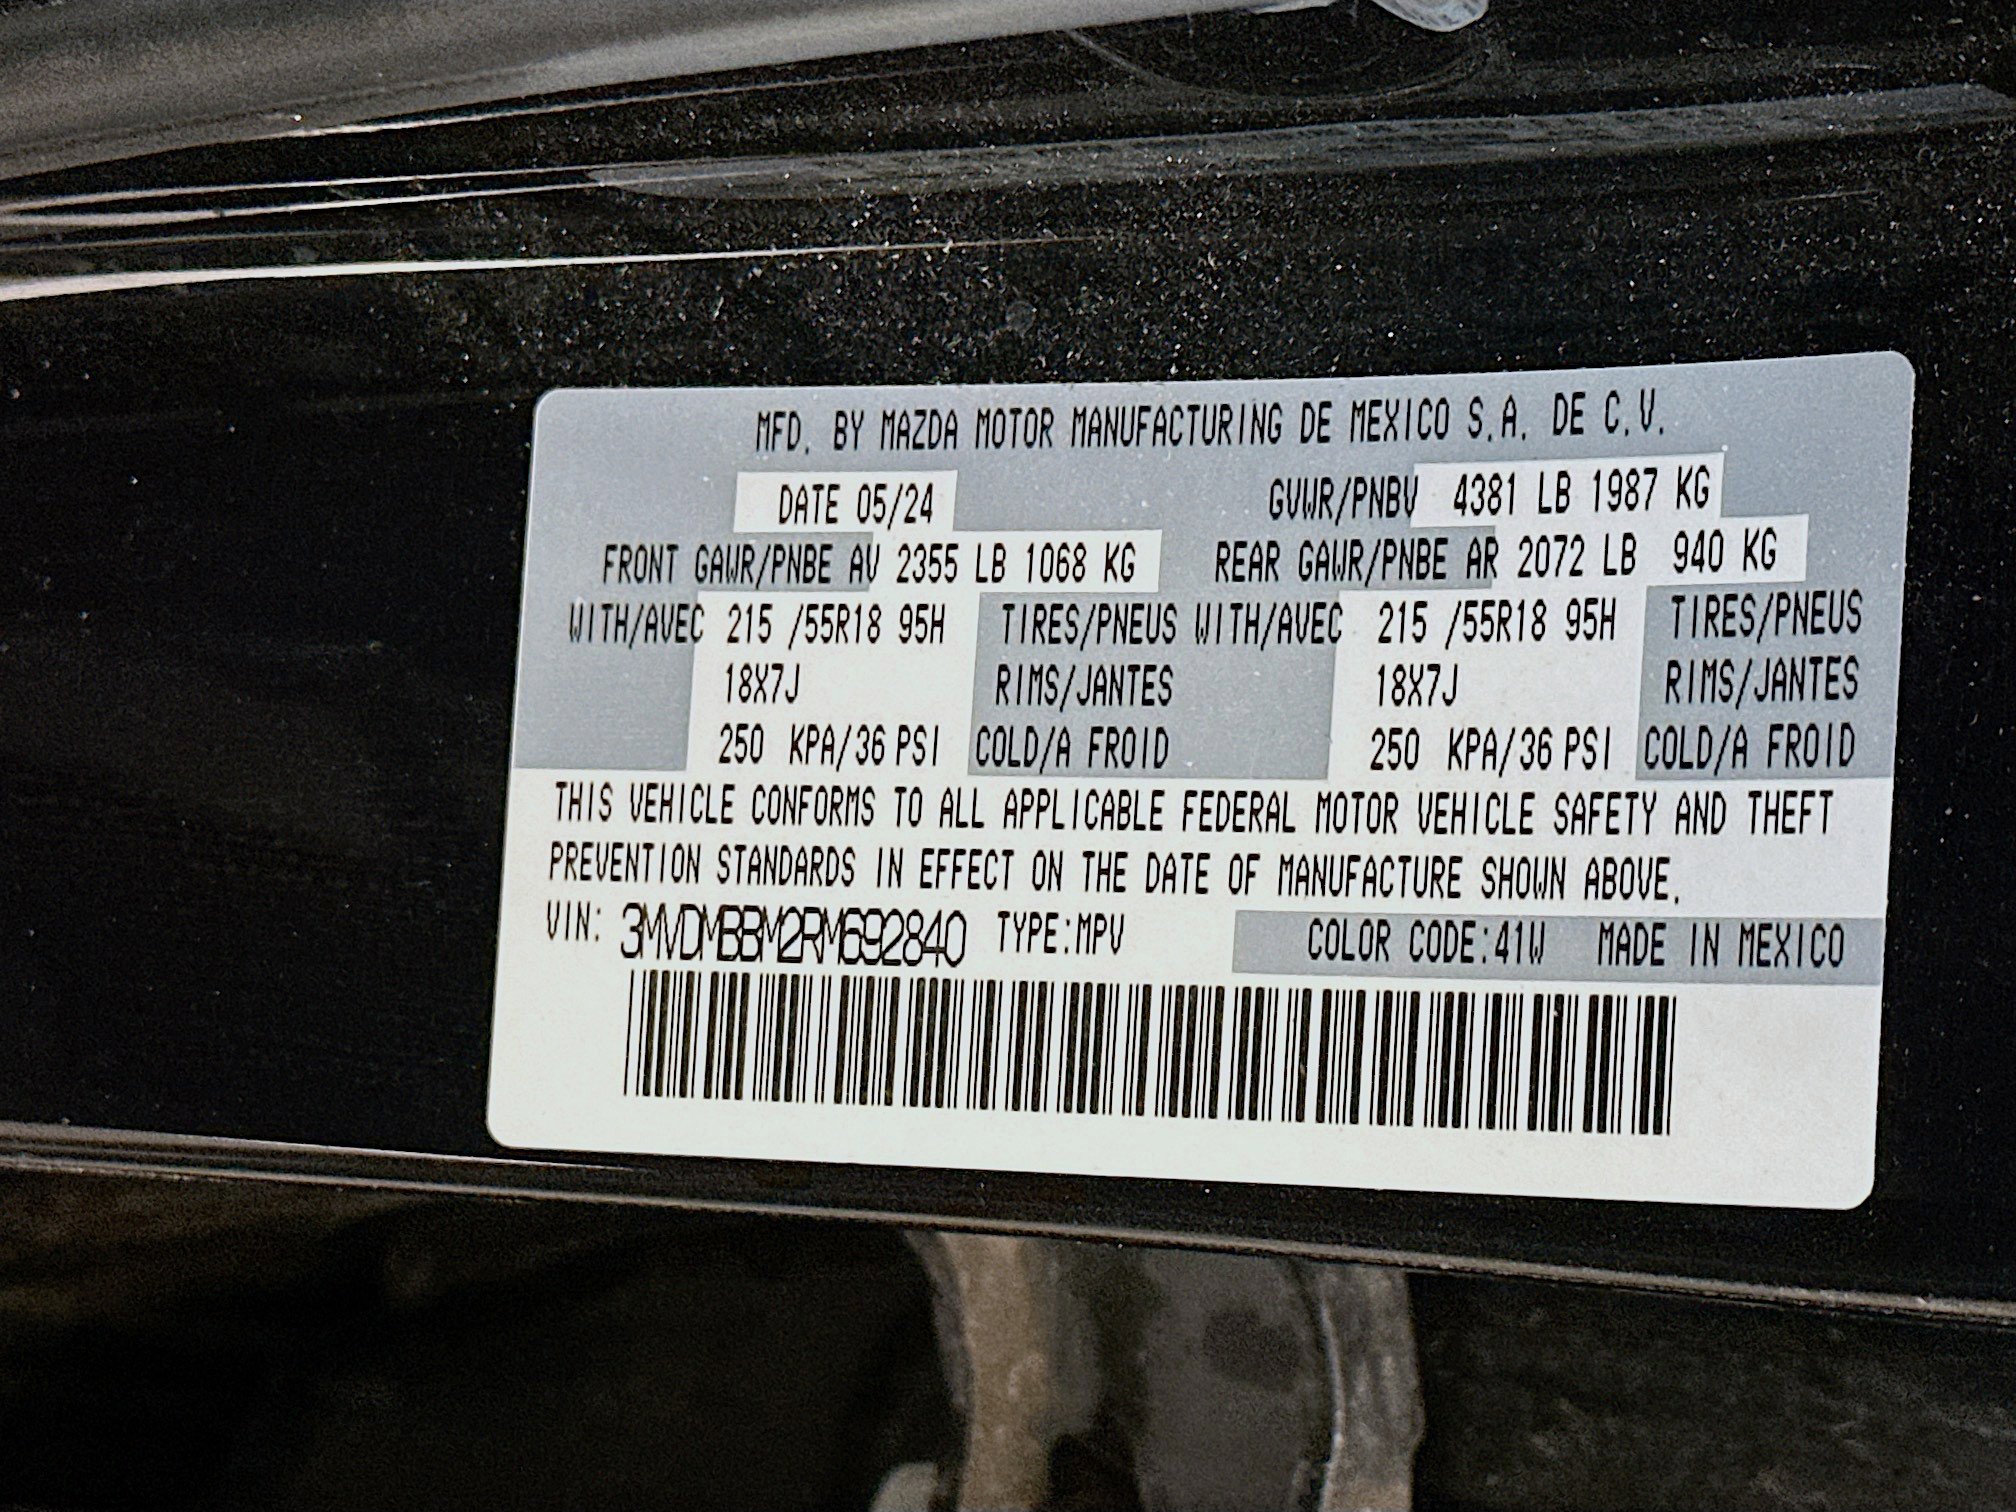 MFD. BY MAZDA MOTOR MANUFACTURING DE MEXICO S.A. DE C.V.
DATE 05/24 GVWR/PNBV 4381 LB 1987 KG
FRONT GAWR/PNBE AV 2355 LB 1068 KG REAR GAWR/PNBE AR 2072 LB 940 KG
WITH/AVEC 215 /55R18 95H TIRES/PNEUS WITH/AVEC 215 /55R18 95H TIRES/PNEUS
18X7J RIMS/JANTES 18X7J RIMS/JANTES
250 KPA/36 PSI COLD/A FROID 250 KPA/36 PSI COLD/A FROID
THIS VEHICLE CONFORMS TO ALL APPLICABLE FEDERAL MOTOR VEHICLE SAFETY AND THEFT
PREVENTION STANDARDS IN EFFECT ON THE DATE OF MANUFACTURE SHOWN ABOVE.
VIN: 3MVDMBBM2RM692840 TYPE:MPV COLOR CODE:41W MADE IN MEXICO